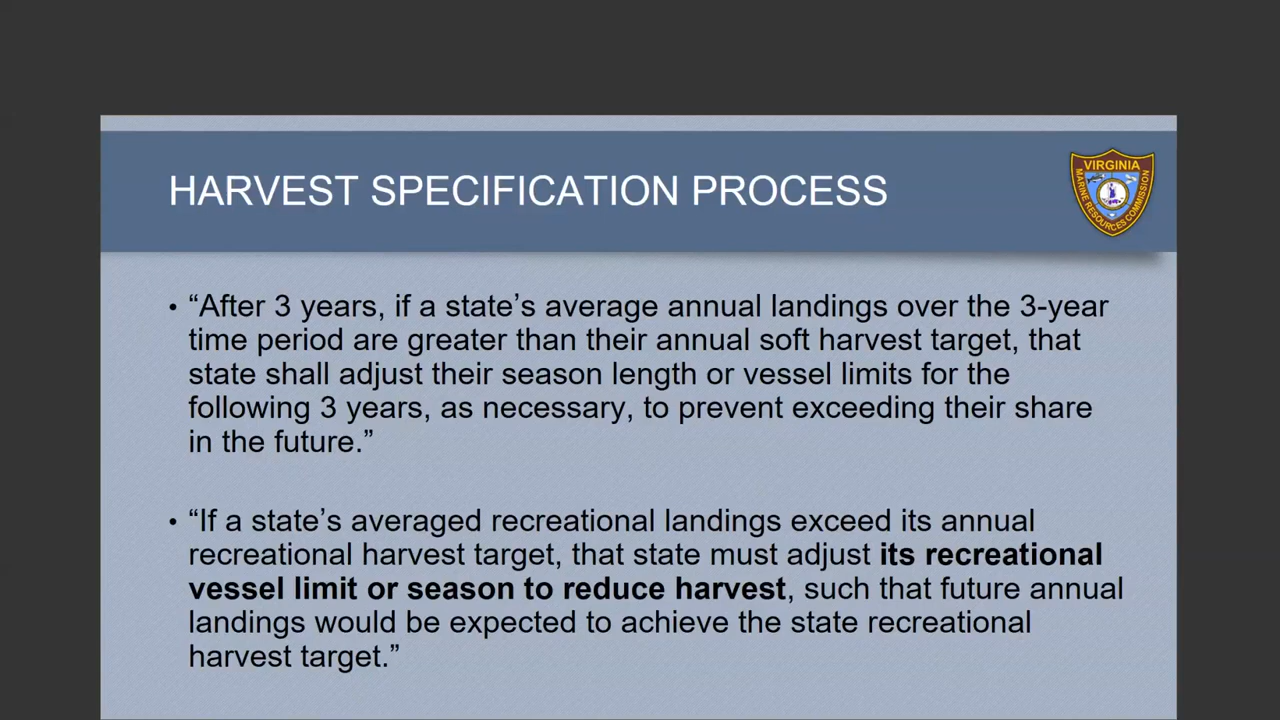 HARVEST SPECIFICATION PROCESS
VIRGINIA
MARINE RESOURCES COMMISSION
• “After 3 years, if a state’s average annual landings over the 3-year
time period are greater than their annual soft harvest target, that
state shall adjust their season length or vessel limits for the
following 3 years, as necessary, to prevent exceeding their share
in the future.”
• “If a state’s averaged recreational landings exceed its annual
recreational harvest target, that state must adjust its recreational
vessel limit or season to reduce harvest, such that future annual
landings would be expected to achieve the state recreational
harvest target.”